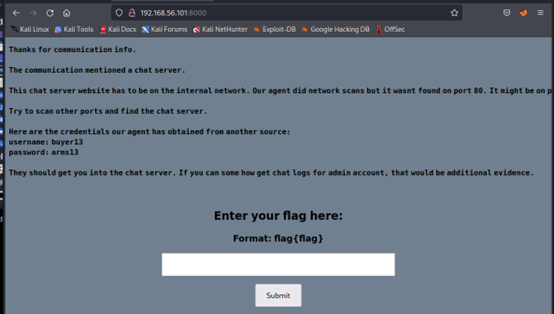 192.168.56.101:8000
Kali Linux Kali Tools Kali Docs Kali Forums Kali NetHunter Exploit-DB Google Hacking DB OffSec
Thanks for communication info.
The communication mentioned a chat server.
This chat server website has to be on the internal network. Our agent did network scans but it wasnt found on port 80. It might be on p
Try to scan other ports and find the chat server.
Here are the credentials our agent has obtained from another source:
username: buyer13
password: arms13
They should get you into the chat server. If you can some how get chat logs for admin account, that would be additional evidence.
Enter your flag here:
Format: flag{flag}
Submit